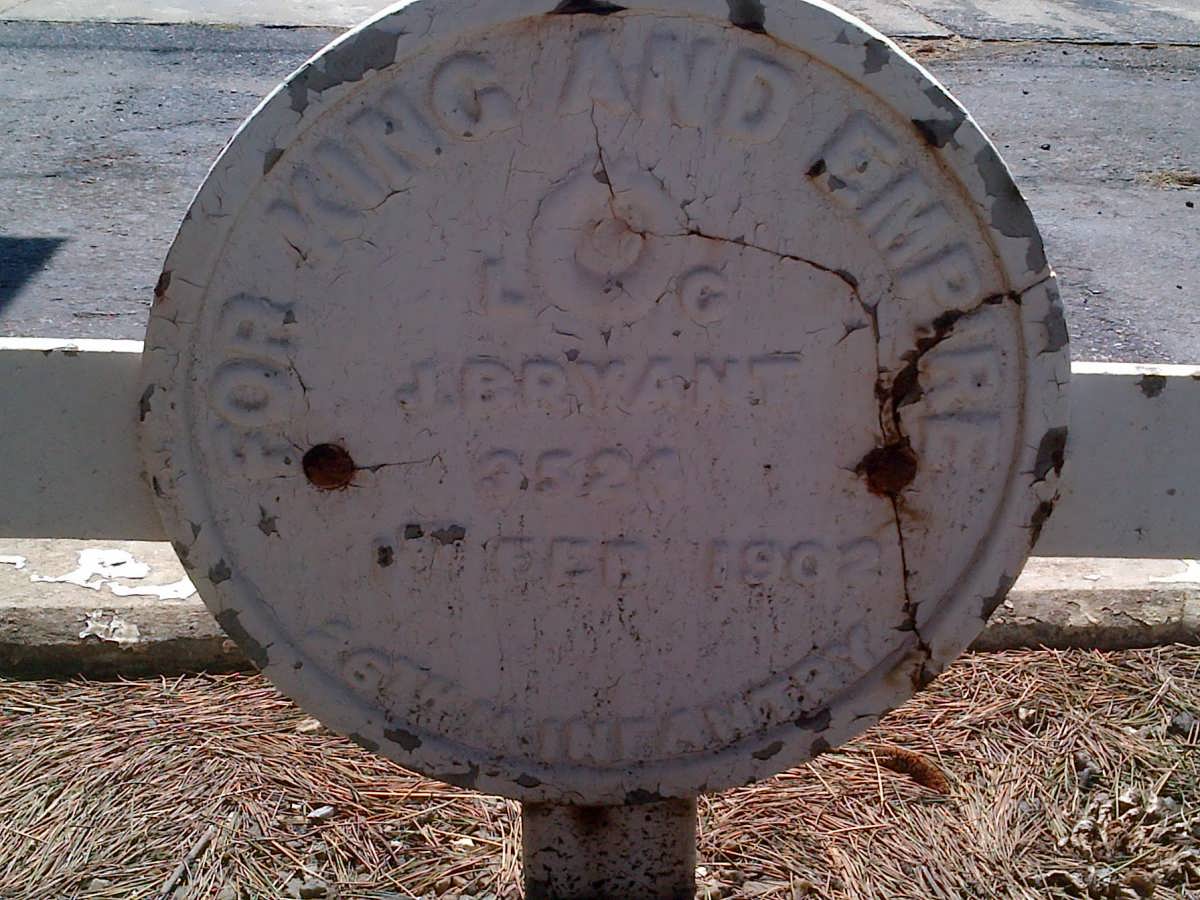 FOR KING AND EMPIRE
L G
J. BRYANT
FEB 1902
INFANTRY